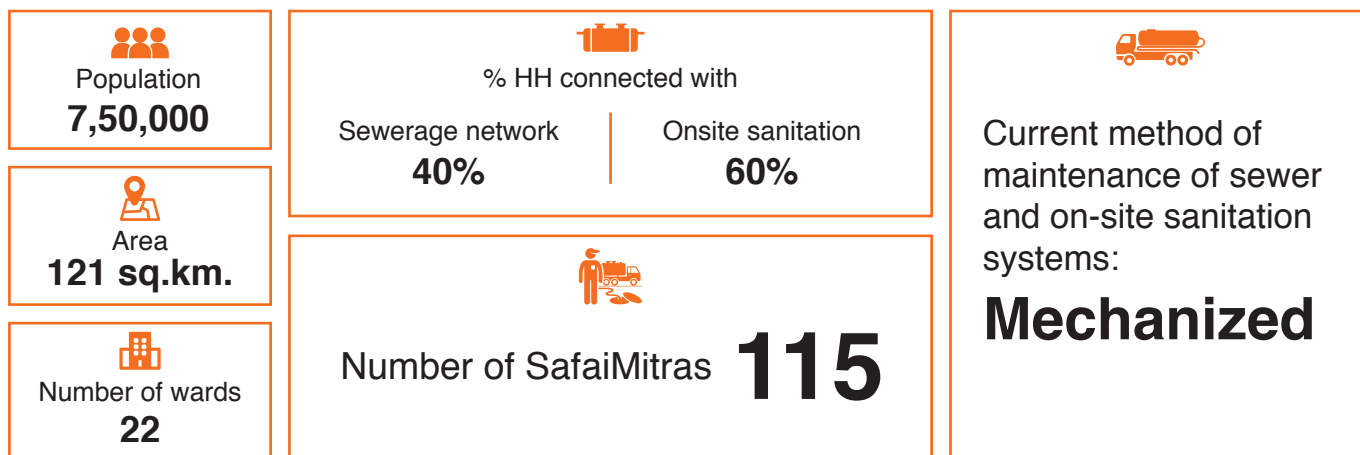 Population
7,50,000
Area
121 sq.km.
Number of wards
22
% HH connected with
Sewerage network
40%
Onsite sanitation
60%
Number of SafaiMitras 115
Current method of
maintenance of sewer
and on-site sanitation
systems:
Mechanized